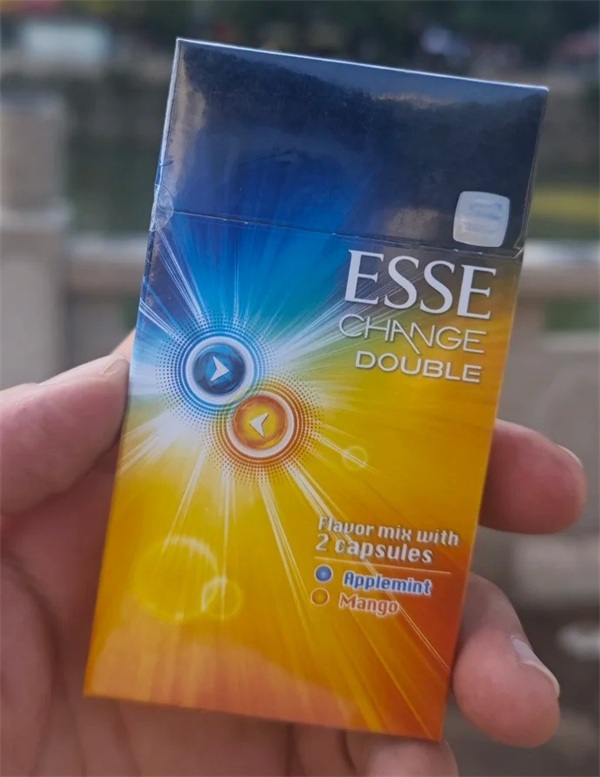 ESSE
CHANGE
DOUBLE
Flavor mix with
2 capsules
Applemint
Mango